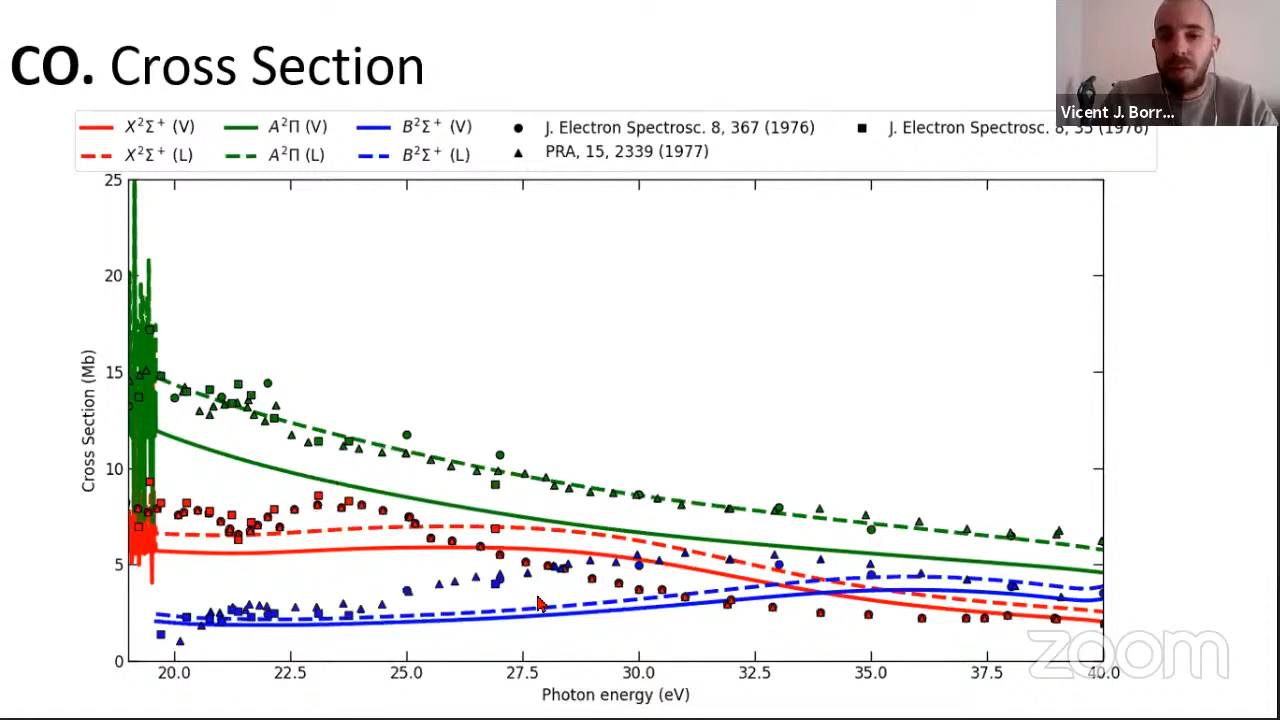 CO. Cross Section
Vicent J. Borr...
X²Σ⁺ (V)
A²Π (V)
B²Σ⁺ (V)
J. Electron Spectrosc. 8, 367 (1976)
J. Electron Spectrosc. 8, 35 (1976)
X²Σ⁺ (L)
A²Π (L)
B²Σ⁺ (L)
PRA, 15, 2339 (1977)
25
20
15
10
5
0
Cross Section (Mb)
20.0 22.5 25.0 27.5 30.0 32.5 35.0 37.5 40.0
Photon energy (eV)
zoom